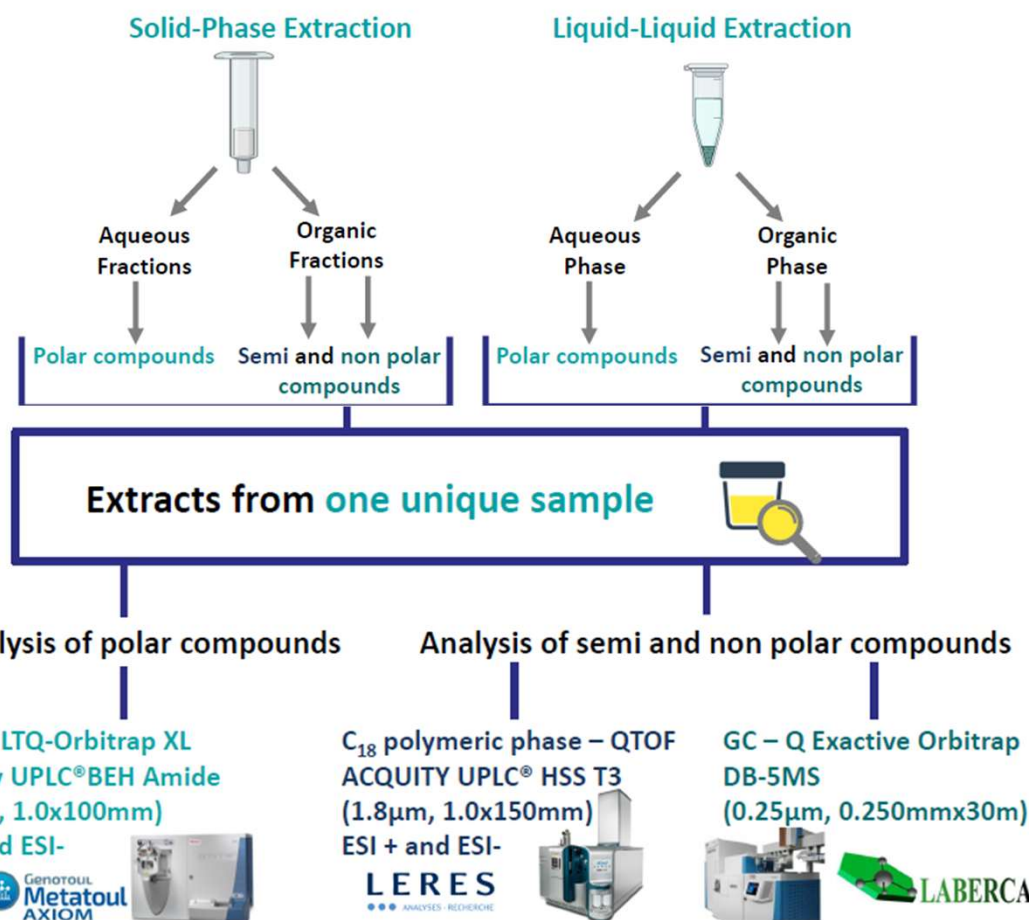 Solid-Phase Extraction
Liquid-Liquid Extraction
Aqueous
Fractions
Organic
Fractions
Aqueous
Phase
Organic
Phase
Polar compounds
Semi and non polar
compounds
Polar compounds
Semi and non polar
compounds
Extracts from one unique sample
lysis of polar compounds
Analysis of semi and non polar compounds
LTQ-Orbitrap XL
y UPLC®BEH Amide
, 1.0x100mm)
d ESI-
GENOTOUL
Metatoul
AXIOM
C18 polymeric phase – QTOF
ACQUITY UPLC® HSS T3
(1.8µm, 1.0x150mm)
ESI + and ESI-
LERES
ANALYSES - RECHERCHE
GC – Q Exactive Orbitrap
DB-5MS
(0.25µm, 0.250mmx30m)
LABERCA